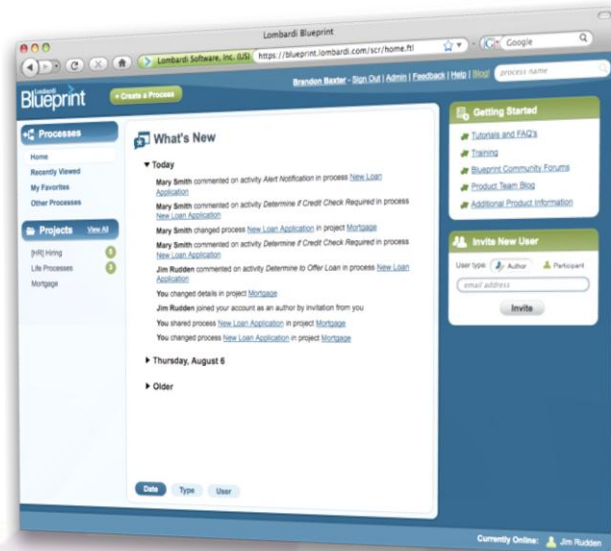 Lombardi Blueprint
Lombardi Software, Inc. (US)
https://blueprint.lombardi.com/scr/home.ftl
Google
Brandon Baxter - Sign Out | Admin | Feedback | Help | Blog!
process name
Lombardi
Blueprint
+ Create a Process
Processes
Home
Recently Viewed
My Favorites
Other Processes
Projects View All
[HR] Hiring 3
Life Processes 3
Mortgage
What's New
Today
Mary Smith commented on activity Alert Notification in process New Loan
Application
Mary Smith commented on activity Determine if Credit Check Required in process
New Loan Application
Mary Smith changed process New Loan Application in project Mortgage
Mary Smith commented on activity Determine if Credit Check Required in process
New Loan Application
Jim Rudden commented on activity Determine to Offer Loan in process New Loan
Application
You changed details in project Mortgage
Jim Rudden joined your account as an author by invitation from you
You shared process New Loan Application in project Mortgage
You changed process New Loan Application in project Mortgage
Thursday, August 6
Older
Date Type User
Getting Started
Tutorials and FAQ's
Training
Blueprint Community Forums
Product Team Blog
Additional Product Information
Invite New User
User type: Author Participant
email address
Invite
Currently Online: Jim Rudden